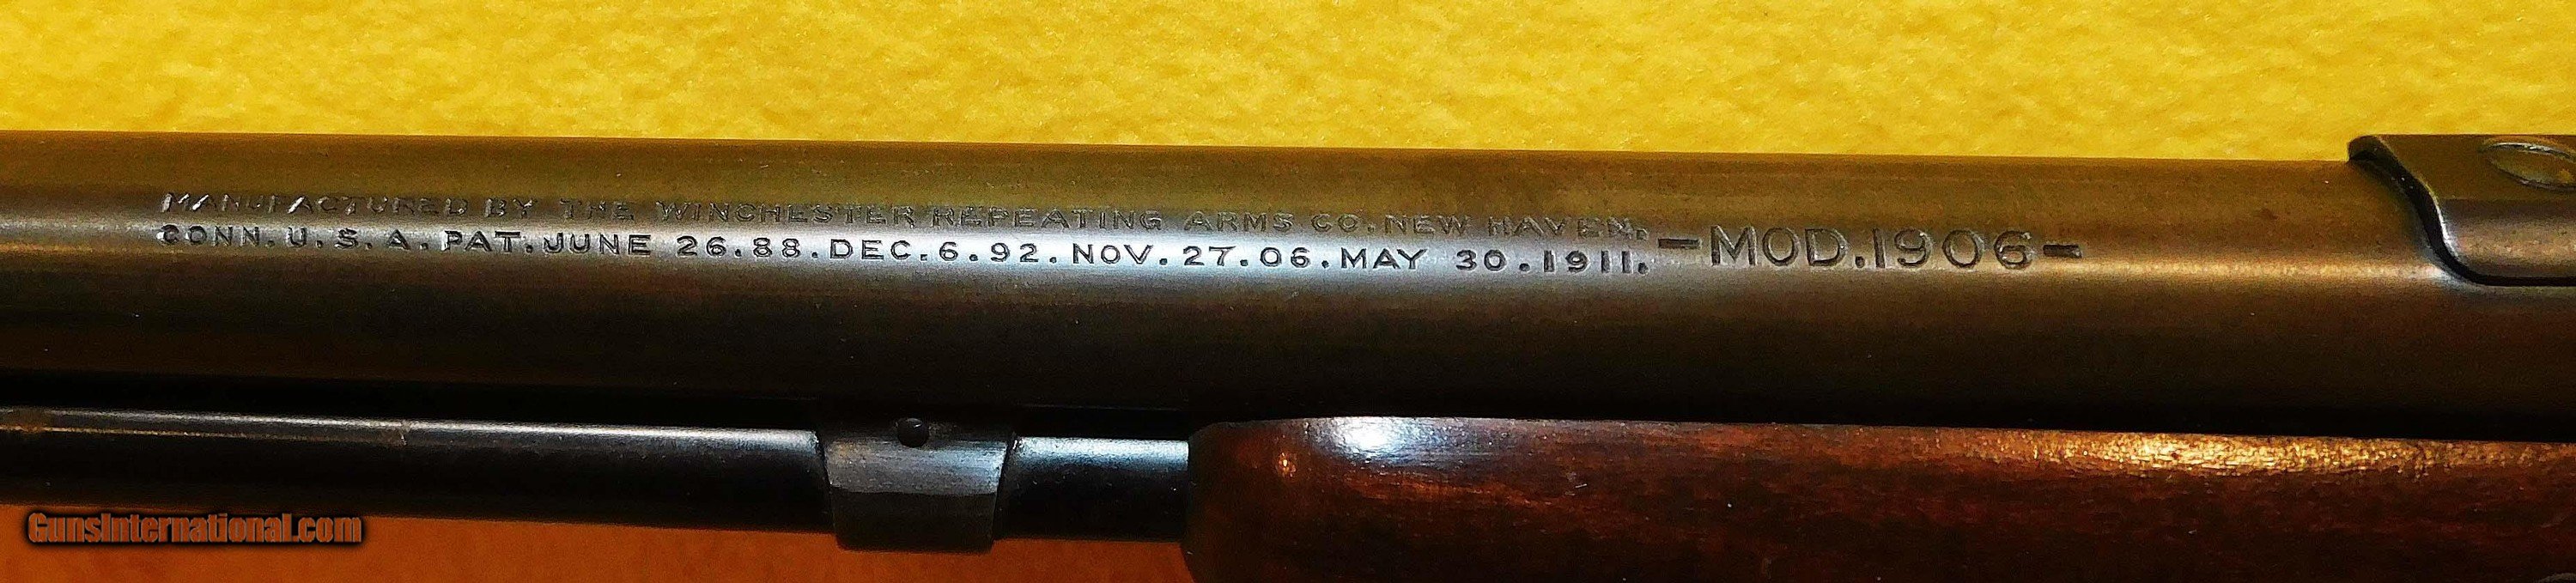 MANUFACTURED BY THE WINCHESTER REPEATING ARMS CO. NEW HAVEN.
CONN. U. S. A. PAT. JUNE 26.88. DEC. 6.92. NOV. 27.06. MAY 30.1911.
-MOD. 1906-
GunsInternational.com